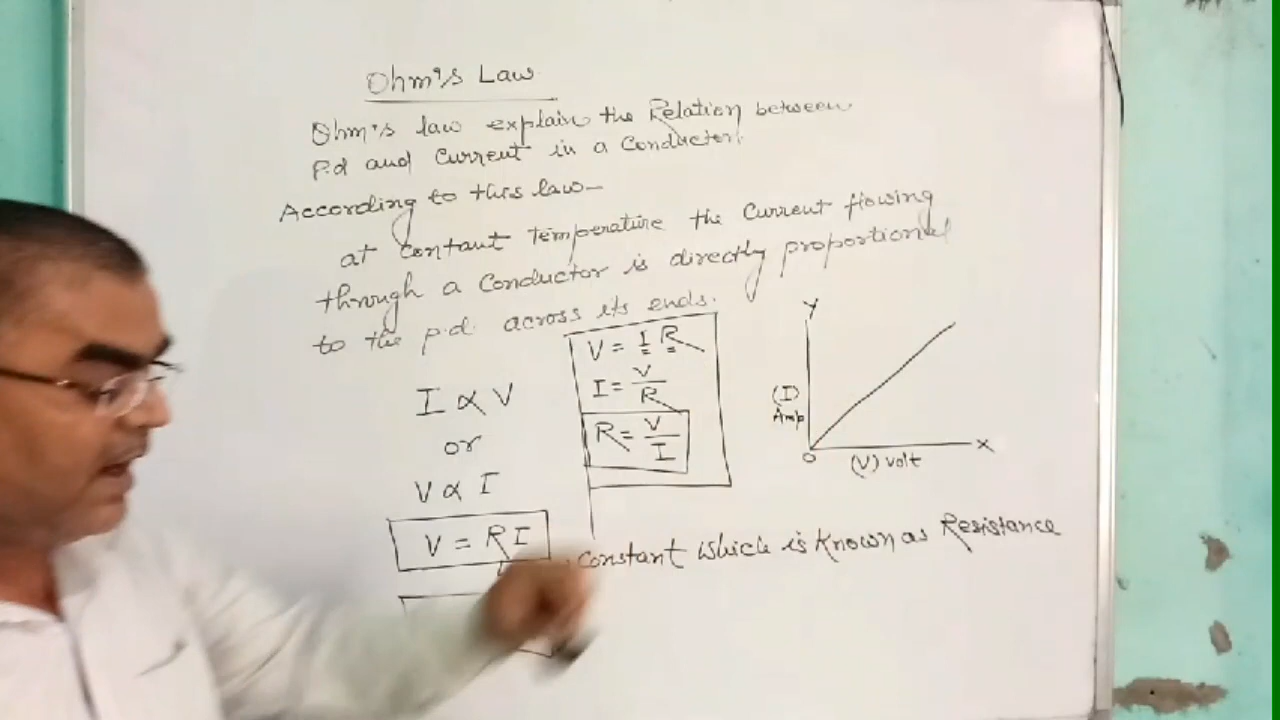 Ohm's Law
Ohm's law explain the Relation between
P.d and Current in a Conductor.
According to this law-
at contant temperature the current flowing
through a conductor is directly proportional
to the p.d. across its ends.
I ∝ V
or
V ∝ I
V = RI
V = IR
I = V/R
R = V/I
Y
(I)
Amp
O
(V) volt
X
constant which is known as Resistance